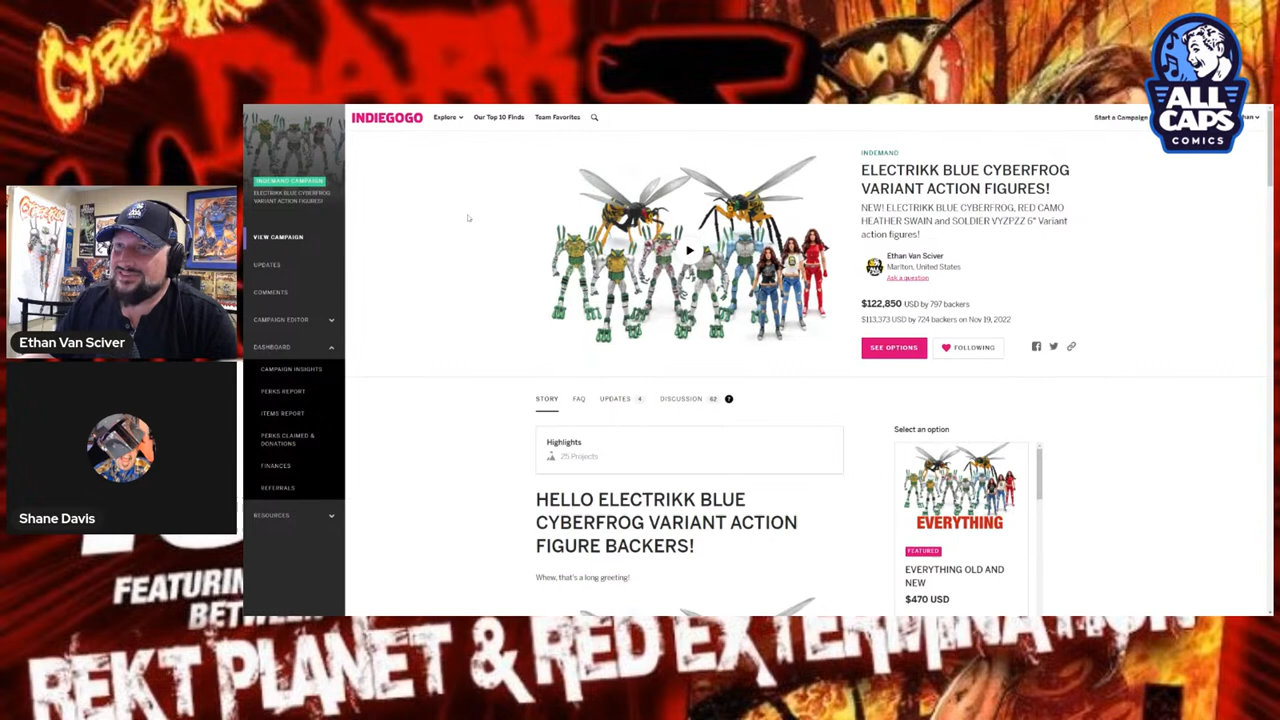 CYBERFROG
DARK
ALL
CAPS
COMICS
INDIEGOGO
Explore
Our Top 10 Finds
Team Favorites
Start a Campaign
INDEMAND CAMPAIGN
ELECTRIKK BLUE CYBERFROG
VARIANT ACTION FIGURES!
VIEW CAMPAIGN
UPDATES
COMMENTS
CAMPAIGN EDITOR
DASHBOARD
CAMPAIGN INSIGHTS
PERKS REPORT
ITEMS REPORT
PERKS CLAIMED &
DONATIONS
FINANCES
REFERRALS
RESOURCES
INDEMAND
ELECTRIKK BLUE CYBERFROG
VARIANT ACTION FIGURES!
NEW! ELECTRIKK BLUE CYBERFROG, RED CAMO
HEATHER SWAIN and SOLDIER VYZPZZ 6" Variant
action figures!
Ethan Van Sciver
Marlton, United States
Ask a question
$122,850 USD by 797 backers
$113,373 USD by 724 backers on Nov 19, 2022
SEE OPTIONS
FOLLOWING
STORY
FAQ
UPDATES 4
DISCUSSION 62 ?
Highlights
25 Projects
HELLO ELECTRIKK BLUE
CYBERFROG VARIANT ACTION
FIGURE BACKERS!
Whew, that's a long greeting!
Select an option
EVERYTHING
FEATURED
EVERYTHING OLD AND
NEW
$470 USD
Ethan Van Sciver
Shane Davis
FEATURIN
BET
REKT PLANET & RED EXTERMINATION